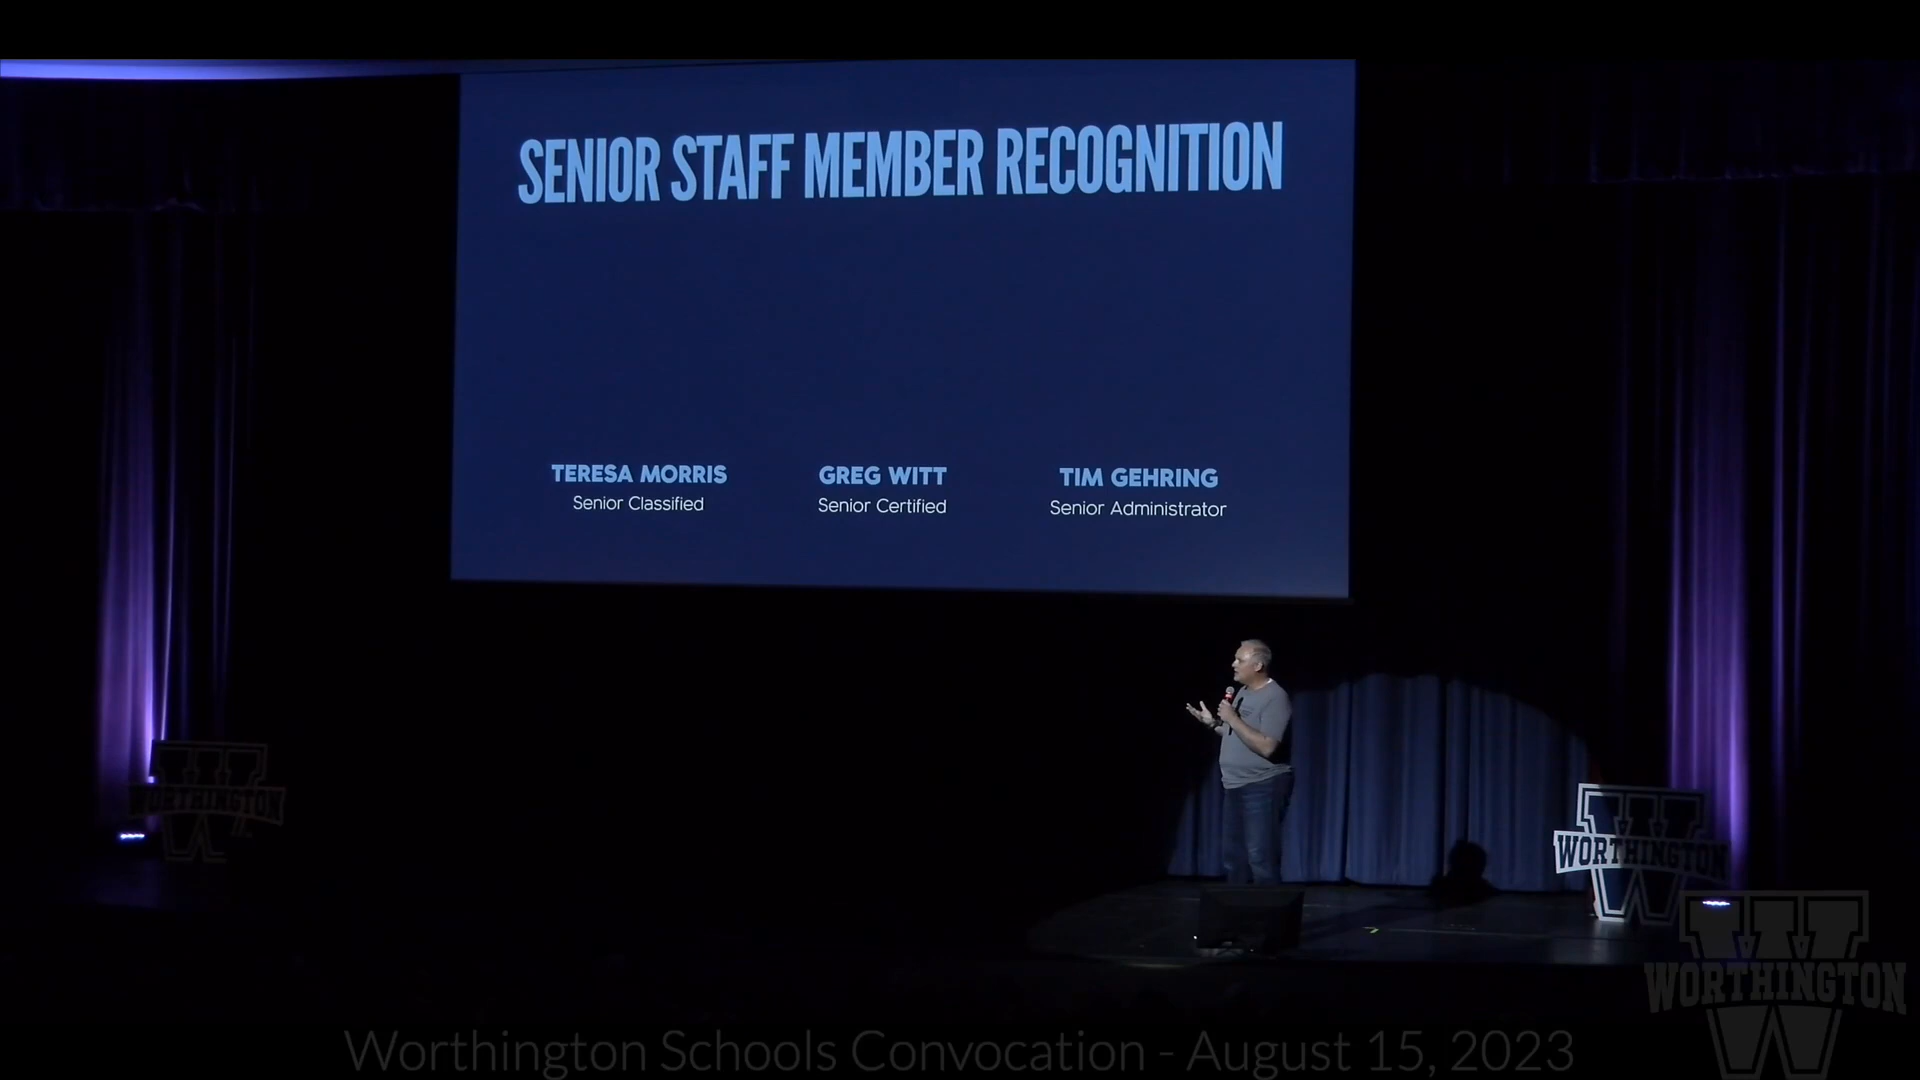 SENIOR STAFF MEMBER RECOGNITION
TERESA MORRIS
Senior Classified
GREG WITT
Senior Certified
TIM GEHRING
Senior Administrator
W
WORTHINGTON
W
WORTHINGTON
W
WORTHINGTON
Worthington Schools Convocation - August 15, 2023